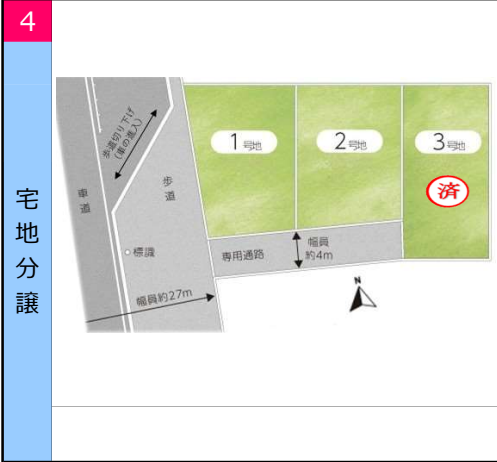 4
宅地分譲
1号地
2号地
3号地
済
歩道切り下げ
(車の進入)
車道
歩道
標識
専用通路
幅員
約4m
幅員約27m
N